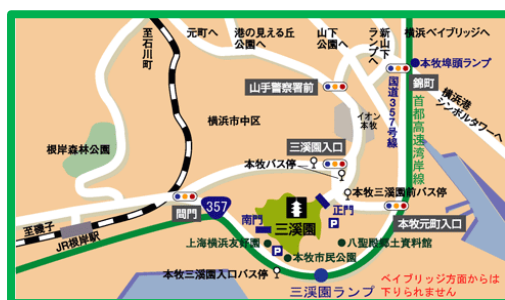 至石川町
元町へ
港の見える丘
公園へ
山下
公園へ
新山下
ランプへ
横浜ベイブリッジへ
本牧埠頭ランプ
錦町
国道357号線
首都高速湾岸線
横浜港
シンボルタワーへ
山手警察署前
イオン
本牧
横浜市中区
根岸森林公園
三溪園入口
本牧バス停
本牧三溪園前バス停
間門
357
正門
南門
三溪園
P
本牧元町入口
至磯子
JR根岸駅
上海横浜友好園
八聖殿郷土資料館
P
本牧市民公園
本牧三溪園入口バス停
三溪園ランプ
ベイブリッジ方面からは
下りられません